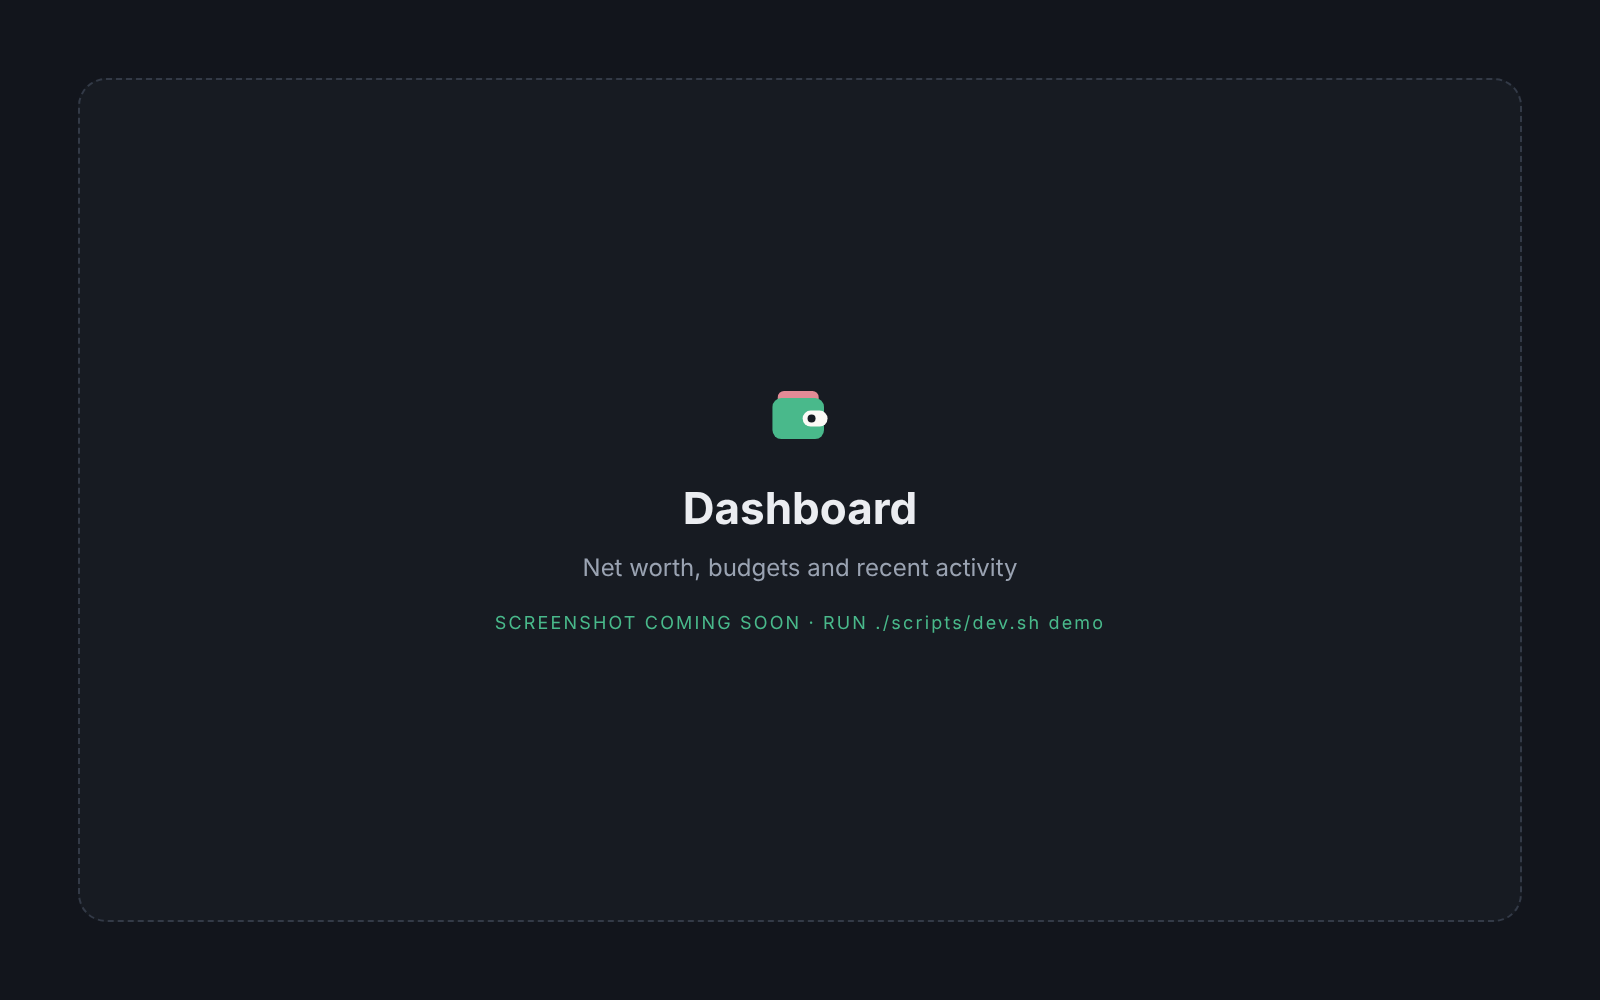 Dashboard
Net worth, budgets and recent activity
SCREENSHOT COMING SOON · RUN ./scripts/dev.sh demo